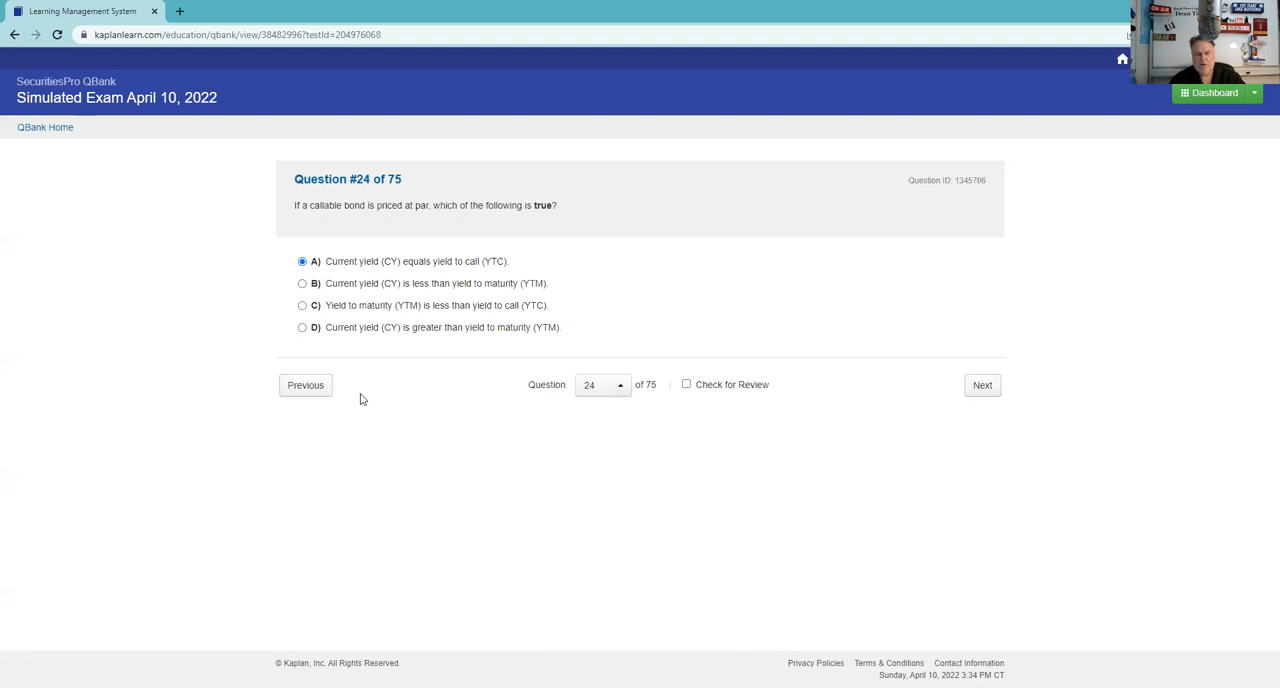 Learning Management System
kaplanlearn.com/education/qbank/view/38482996?testId=204976068
SecuritiesPro QBank
Simulated Exam April 10, 2022
Dashboard
QBank Home
Question #24 of 75
Question ID: 1345706
If a callable bond is priced at par, which of the following is true?
A) Current yield (CY) equals yield to call (YTC).
B) Current yield (CY) is less than yield to maturity (YTM).
C) Yield to maturity (YTM) is less than yield to call (YTC).
D) Current yield (CY) is greater than yield to maturity (YTM).
Previous
Question 24 of 75 | Check for Review
Next
© Kaplan, Inc. All Rights Reserved.
Privacy Policies Terms & Conditions Contact Information
Sunday, April 10, 2022 3:34 PM CT